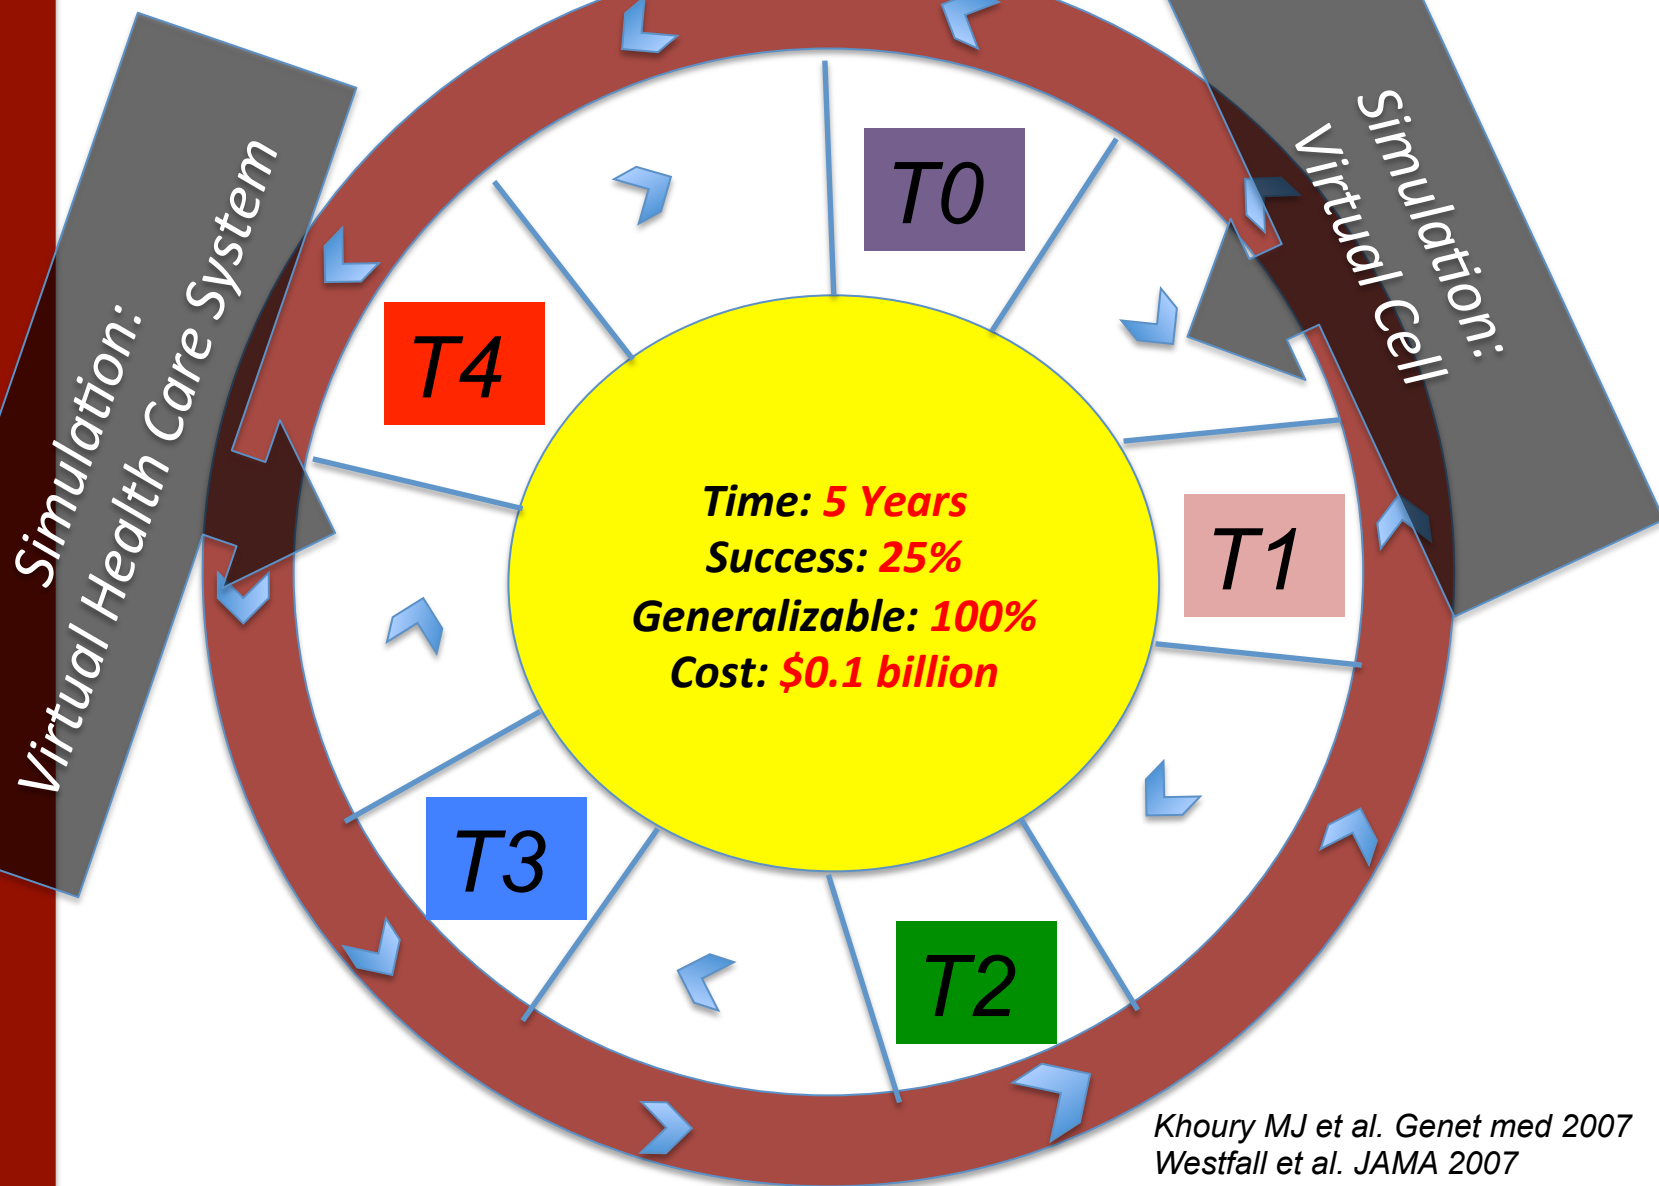 Simulation:
Virtual Health Care System
Simulation:
Virtual Cell
T0
T4
T1
Time: 5 Years
Success: 25%
Generalizable: 100%
Cost: $0.1 billion
T3
T2
Khoury MJ et al. Genet med 2007
Westfall et al. JAMA 2007